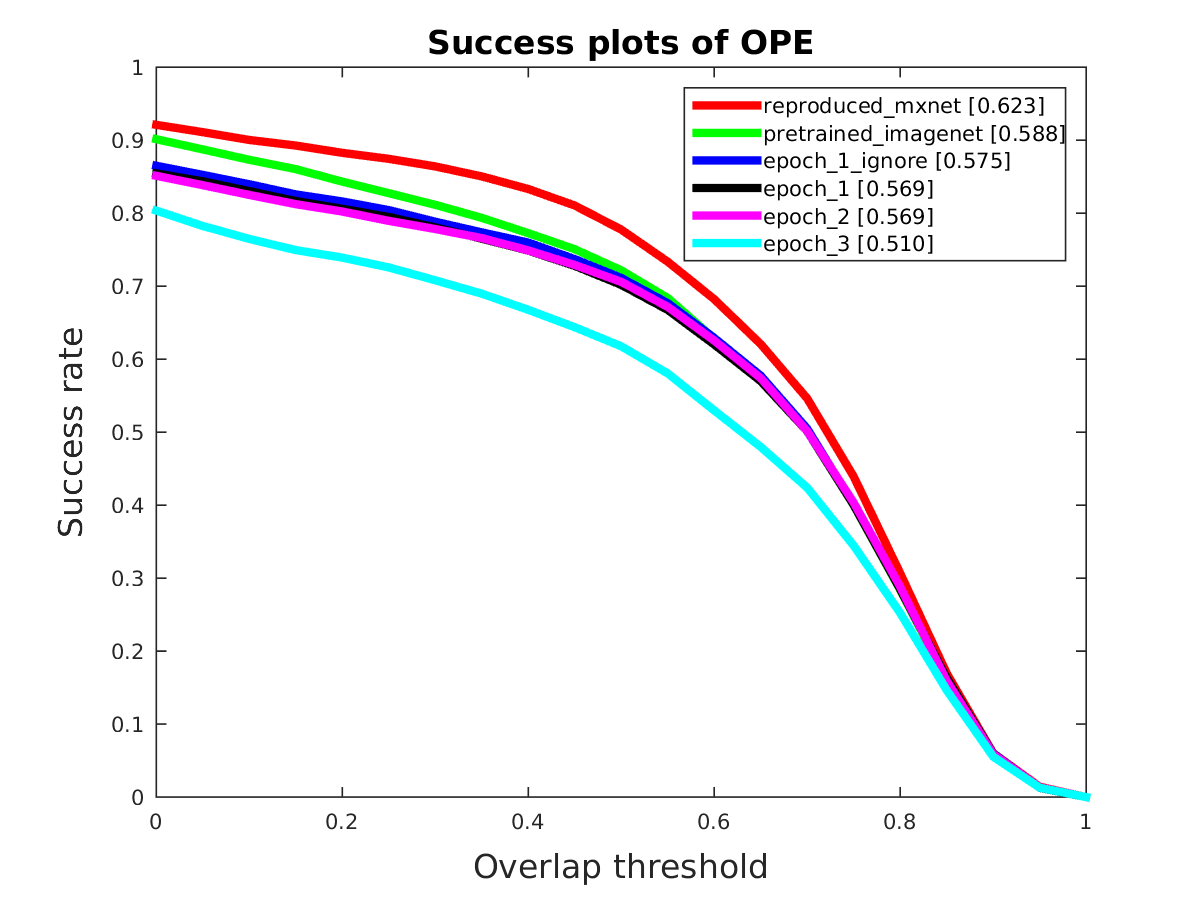 Success plots of OPE
1
0.9
0.8
0.7
0.6
0.5
0.4
0.3
0.2
0.1
0
Success rate
reproduced_mxnet [0.623]
pretrained_imagenet [0.588]
epoch_1_ignore [0.575]
epoch_1 [0.569]
epoch_2 [0.569]
epoch_3 [0.510]
0 0.2 0.4 0.6 0.8 1
Overlap threshold